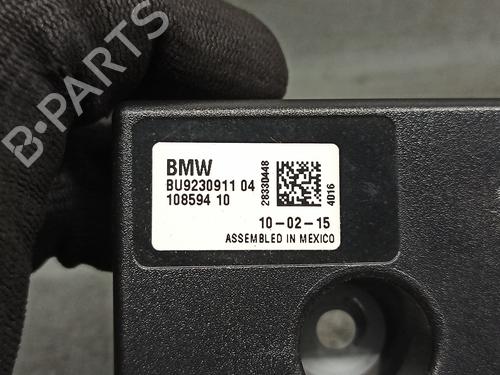 B-PARTS
BMW
BU9230911 04
108594 10
28330448
4016
10-02-15
ASSEMBLED IN MEXICO